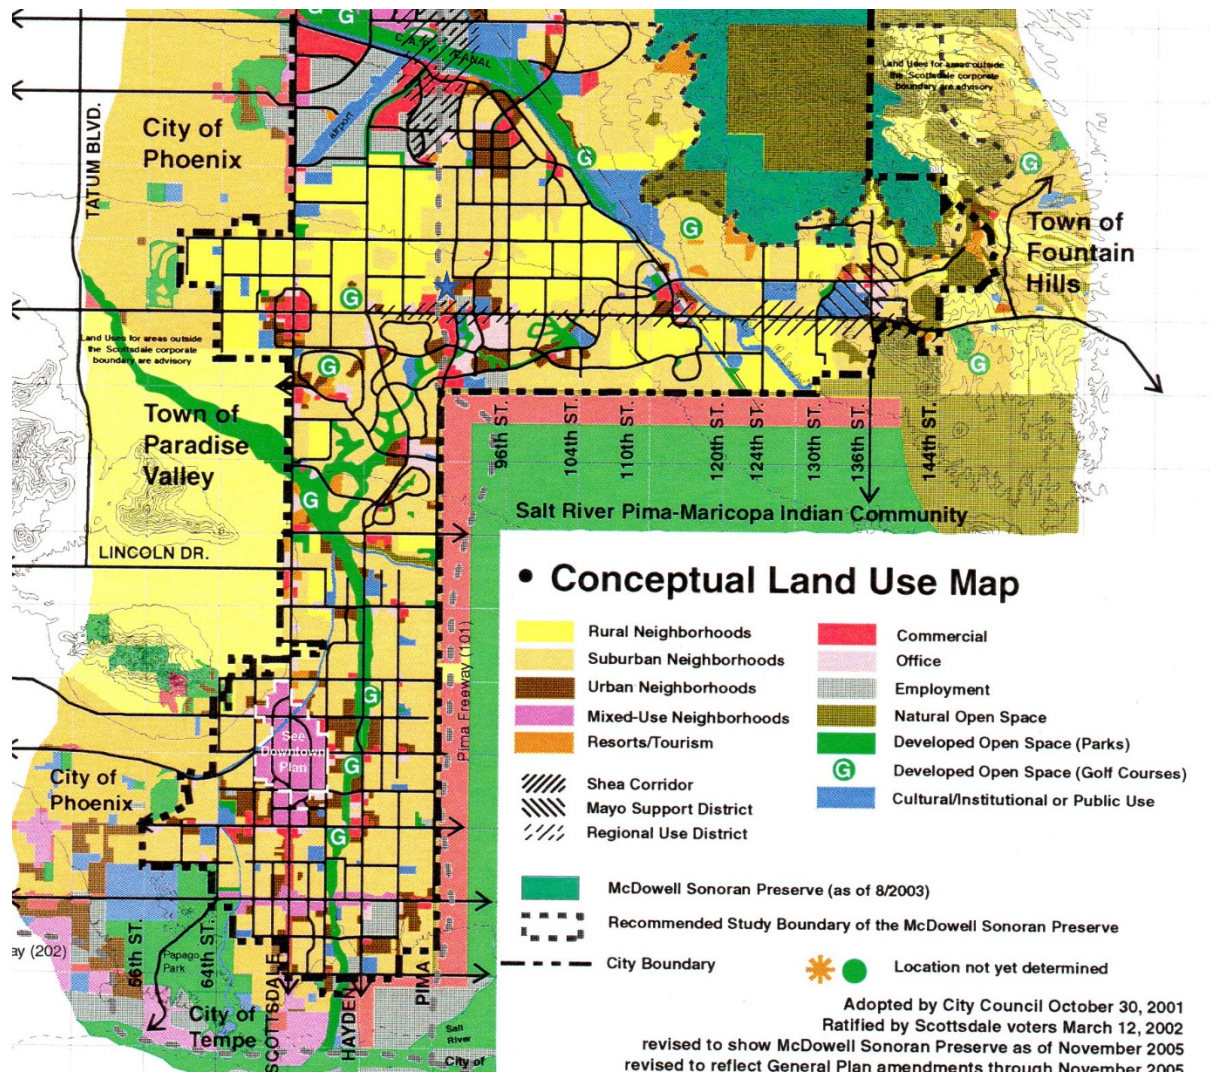 G
G
C.A.P. CANAL
Land Uses for areas outside
the Scottsdale corporate
boundary are advisory
TATUM BLVD.
City of
Phoenix
airport
G
G
G
Town of
Fountain
Hills
G
Land Uses for areas outside
the Scottsdale corporate
boundary are advisory
G
G
Town of
Paradise
Valley
96th ST.
104th ST.
110th ST.
120th ST.
124th ST.
130th ST.
136th ST.
144th ST.
G
Salt River Pima-Maricopa Indian Community
LINCOLN DR.
• Conceptual Land Use Map
Rural Neighborhoods
Suburban Neighborhoods
Urban Neighborhoods
Mixed-Use Neighborhoods
Resorts/Tourism
Commercial
Office
Employment
Natural Open Space
Developed Open Space (Parks)
G
Developed Open Space (Golf Courses)
Cultural/Institutional or Public Use
Shea Corridor
Mayo Support District
Regional Use District
Pima Freeway (101)
G
See
Downtown
Plan
G
City of
Phoenix
G
McDowell Sonoran Preserve (as of 8/2003)
Recommended Study Boundary of the McDowell Sonoran Preserve
City Boundary
Location not yet determined
ay (202)
56th ST.
64th ST.
Papago
Park
SCOTTSDALE
HAYDEN
PIMA
City of
Tempe
Salt
River
City of
Adopted by City Council October 30, 2001
Ratified by Scottsdale voters March 12, 2002
revised to show McDowell Sonoran Preserve as of November 2005
revised to reflect General Plan amendments through November 2005